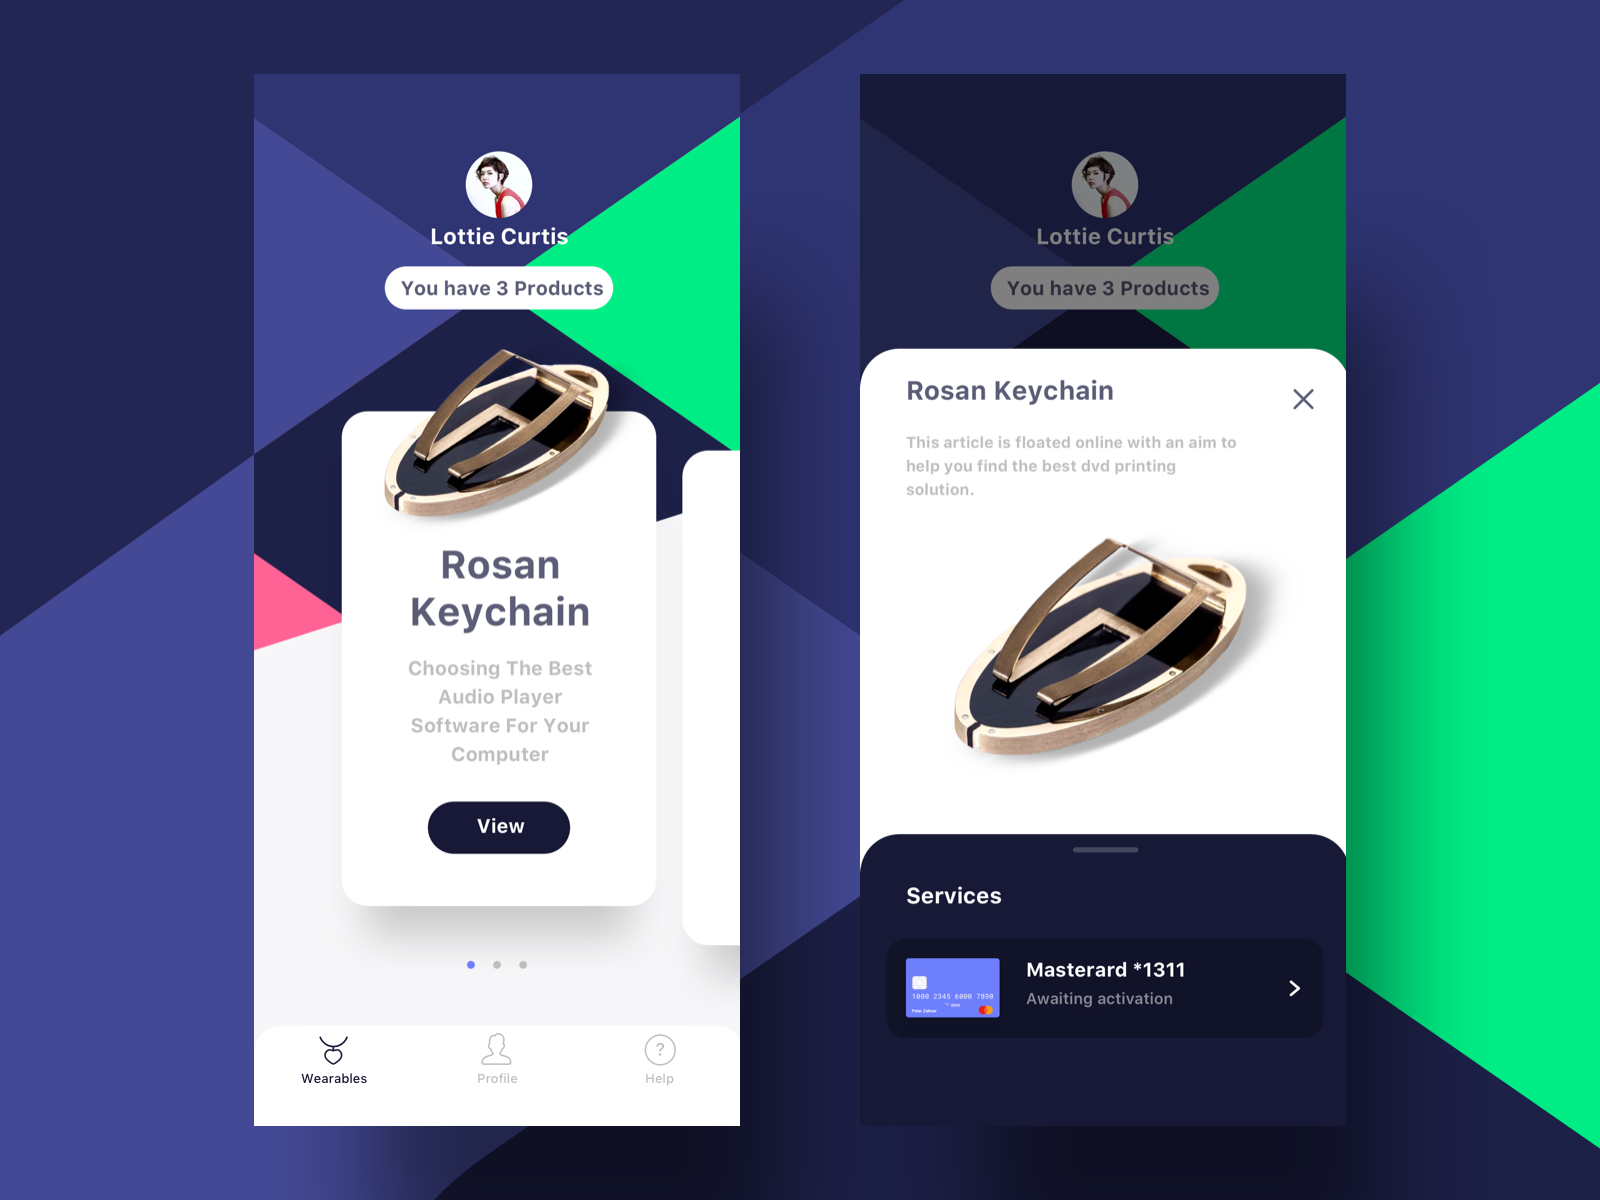 Lottie Curtis
You have 3 Products
Rosan
Keychain
Choosing The Best
Audio Player
Software For Your
Computer
View
Wearables
Profile
?
Help
Lottie Curtis
You have 3 Products
Rosan Keychain
This article is floated online with an aim to
help you find the best dvd printing
solution.
Services
Masterard *1311
Awaiting activation
1000 2345 6000 7890